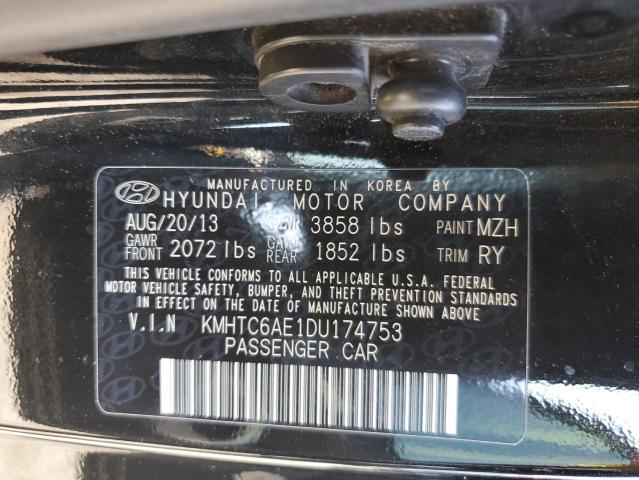 MANUFACTURED IN KOREA BY
HYUNDAI MOTOR COMPANY
AUG/20/13 GVWR 3858 lbs PAINT MZH
GAWR FRONT 2072 lbs GAWR REAR 1852 lbs TRIM RY
THIS VEHICLE CONFORMS TO ALL APPLICABLE U.S.A. FEDERAL
MOTOR VEHICLE SAFETY, BUMPER, AND THEFT PREVENTION STANDARDS
IN EFFECT ON THE DATE OF MANUFACTURE SHOWN ABOVE
V.I.N KMHTC6AE1DU174753
PASSENGER CAR